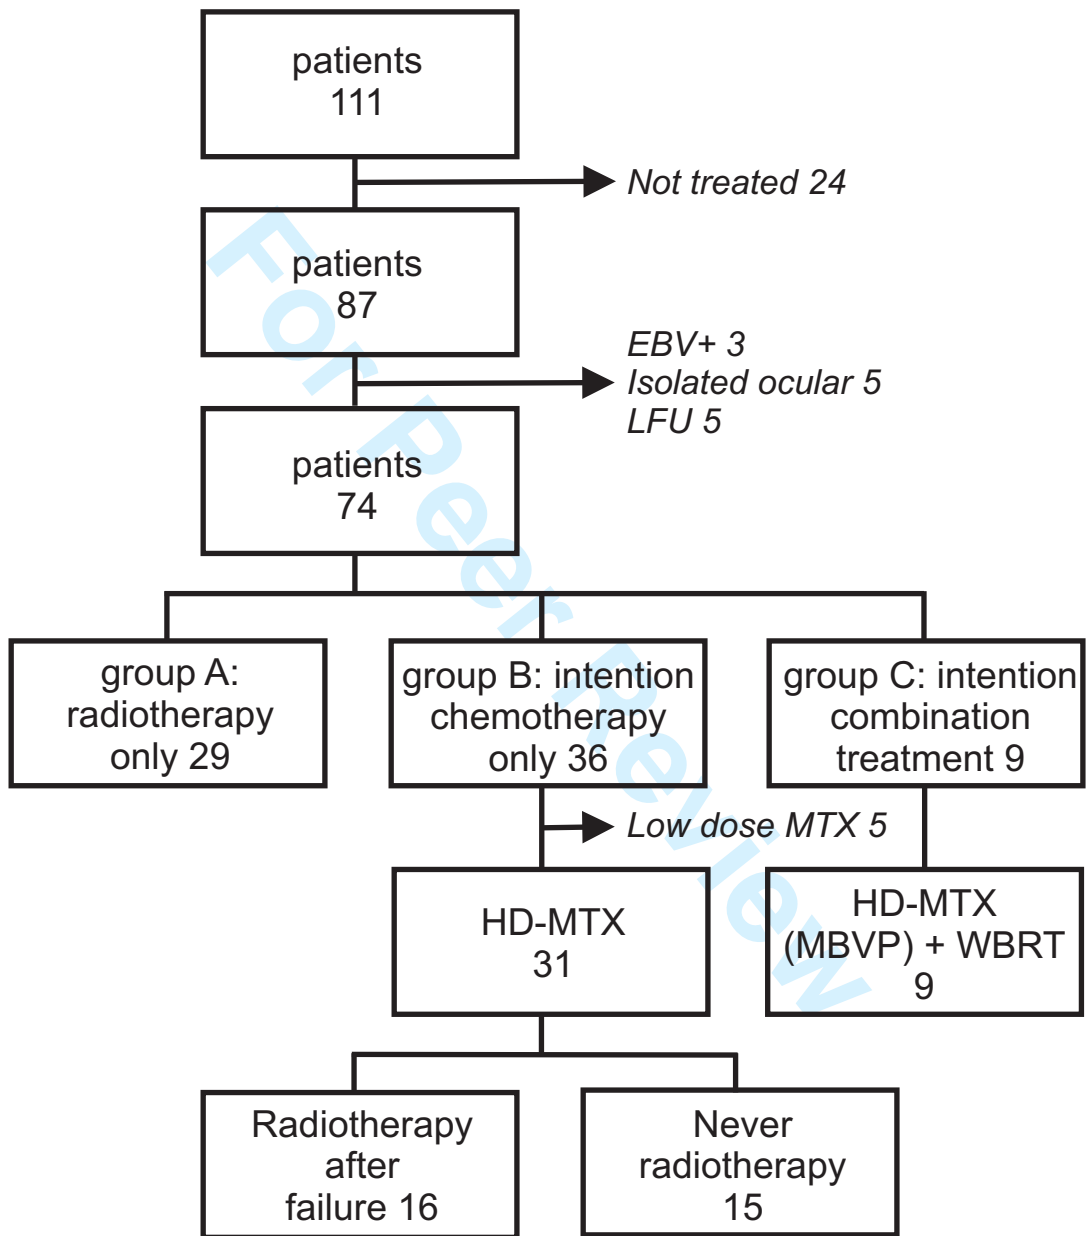 patients
111
Not treated 24
patients
87
EBV+ 3
Isolated ocular 5
LFU 5
patients
74
group A:
radiotherapy
only 29
group B: intention
chemotherapy
only 36
group C: intention
combination
treatment 9
Low dose MTX 5
HD-MTX
31
HD-MTX
(MBVP) + WBRT
9
Radiotherapy
after
failure 16
Never
radiotherapy
15
For Peer Review